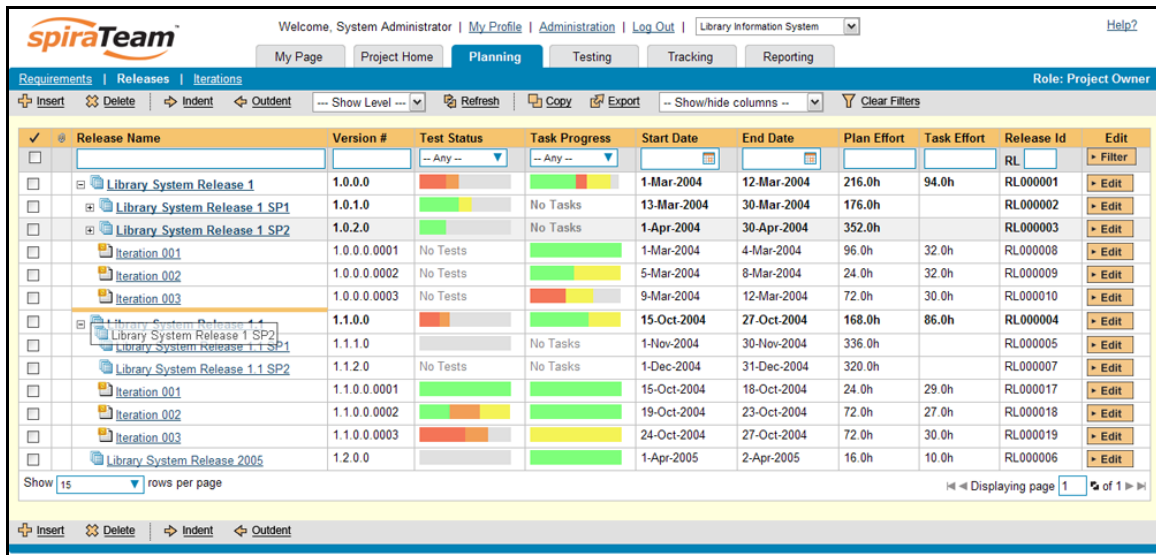 spiraTeam
Welcome, System Administrator | My Profile | Administration | Log Out | Library Information System
Help?
My Page Project Home Planning Testing Tracking Reporting
Requirements | Releases | Iterations Role: Project Owner
Insert Delete Indent Outdent --- Show Level --- Refresh Copy Export -- Show/hide columns -- Clear Filters
Release Name Version # Test Status Task Progress Start Date End Date Plan Effort Task Effort Release Id Edit
-- Any -- -- Any -- RL Filter
Library System Release 1 1.0.0.0 1-Mar-2004 12-Mar-2004 216.0h 94.0h RL000001 Edit
Library System Release 1 SP1 1.0.1.0 No Tasks 13-Mar-2004 30-Mar-2004 176.0h RL000002 Edit
Library System Release 1 SP2 1.0.2.0 No Tasks 1-Apr-2004 30-Apr-2004 352.0h RL000003 Edit
Iteration 001 1.0.0.0.0001 No Tests 1-Mar-2004 4-Mar-2004 96.0h 32.0h RL000008 Edit
Iteration 002 1.0.0.0.0002 No Tests 5-Mar-2004 8-Mar-2004 24.0h 32.0h RL000009 Edit
Iteration 003 1.0.0.0.0003 No Tests 9-Mar-2004 12-Mar-2004 72.0h 30.0h RL000010 Edit
Library System Release 1.1 1.1.0.0 15-Oct-2004 27-Oct-2004 168.0h 86.0h RL000004 Edit
Library System Release 1 SP2
Library System Release 1.1 SP1 1.1.1.0 No Tasks 1-Nov-2004 30-Nov-2004 336.0h RL000005 Edit
Library System Release 1.1 SP2 1.1.2.0 No Tests No Tasks 1-Dec-2004 31-Dec-2004 320.0h RL000007 Edit
Iteration 001 1.1.0.0.0001 15-Oct-2004 18-Oct-2004 24.0h 29.0h RL000017 Edit
Iteration 002 1.1.0.0.0002 19-Oct-2004 23-Oct-2004 72.0h 27.0h RL000018 Edit
Iteration 003 1.1.0.0.0003 24-Oct-2004 27-Oct-2004 72.0h 30.0h RL000019 Edit
Library System Release 2005 1.2.0.0 1-Apr-2005 2-Apr-2005 16.0h 10.0h RL000006 Edit
Show 15 rows per page Displaying page 1 of 1
Insert Delete Indent Outdent